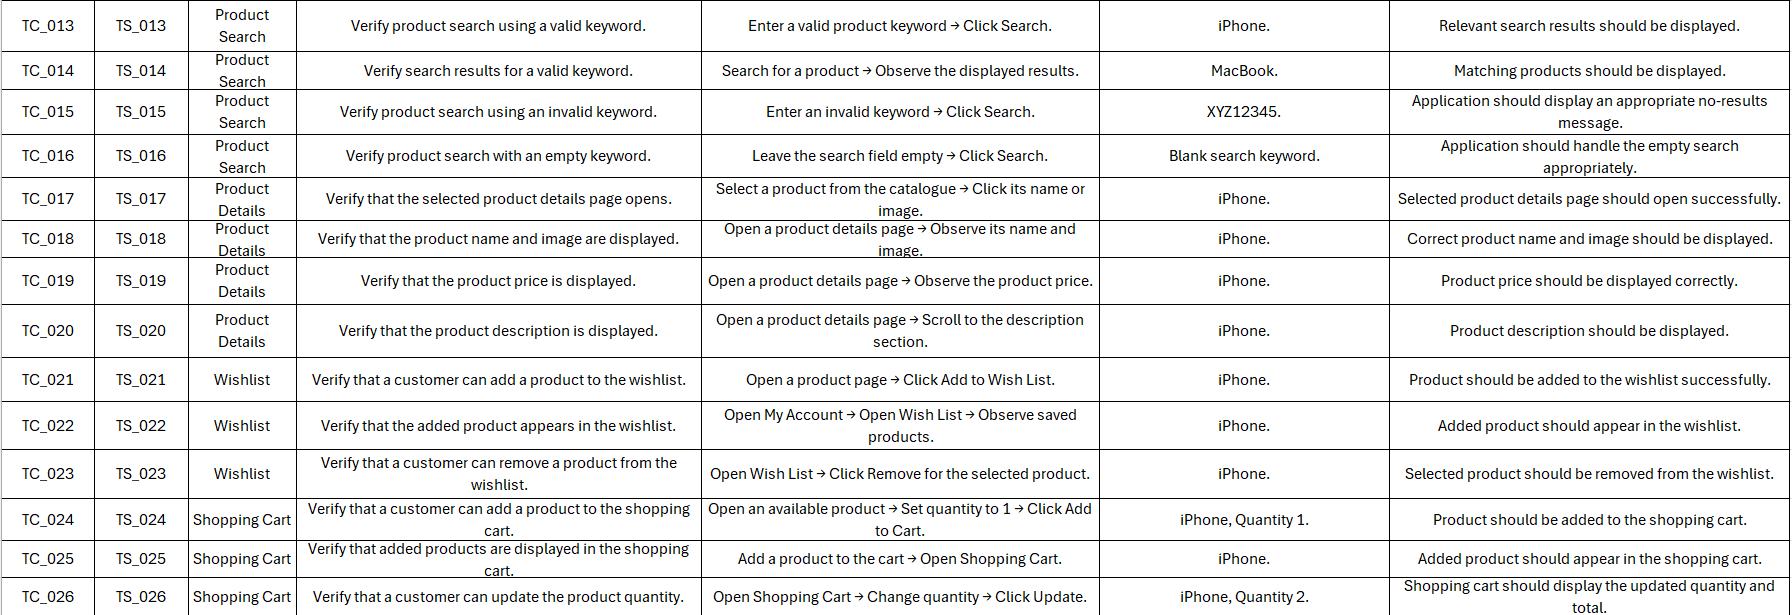 TC_013 TS_013 Product Search Verify product search using a valid keyword. Enter a valid product keyword → Click Search. iPhone. Relevant search results should be displayed.
TC_014 TS_014 Product Search Verify search results for a valid keyword. Search for a product → Observe the displayed results. MacBook. Matching products should be displayed.
TC_015 TS_015 Product Search Verify product search using an invalid keyword. Enter an invalid keyword → Click Search. XYZ12345. Application should display an appropriate no-results message.
TC_016 TS_016 Product Search Verify product search with an empty keyword. Leave the search field empty → Click Search. Blank search keyword. Application should handle the empty search appropriately.
TC_017 TS_017 Product Details Verify that the selected product details page opens. Select a product from the catalogue → Click its name or image. iPhone. Selected product details page should open successfully.
TC_018 TS_018 Product Details Verify that the product name and image are displayed. Open a product details page → Observe its name and image. iPhone. Correct product name and image should be displayed.
TC_019 TS_019 Product Details Verify that the product price is displayed. Open a product details page → Observe the product price. iPhone. Product price should be displayed correctly.
TC_020 TS_020 Product Details Verify that the product description is displayed. Open a product details page → Scroll to the description section. iPhone. Product description should be displayed.
TC_021 TS_021 Wishlist Verify that a customer can add a product to the wishlist. Open a product page → Click Add to Wish List. iPhone. Product should be added to the wishlist successfully.
TC_022 TS_022 Wishlist Verify that the added product appears in the wishlist. Open My Account → Open Wish List → Observe saved products. iPhone. Added product should appear in the wishlist.
TC_023 TS_023 Wishlist Verify that a customer can remove a product from the wishlist. Open Wish List → Click Remove for the selected product. iPhone. Selected product should be removed from the wishlist.
TC_024 TS_024 Shopping Cart Verify that a customer can add a product to the shopping cart. Open an available product → Set quantity to 1 → Click Add to Cart. iPhone, Quantity 1. Product should be added to the shopping cart.
TC_025 TS_025 Shopping Cart Verify that added products are displayed in the shopping cart. Add a product to the cart → Open Shopping Cart. iPhone. Added product should appear in the shopping cart.
TC_026 TS_026 Shopping Cart Verify that a customer can update the product quantity. Open Shopping Cart → Change quantity → Click Update. iPhone, Quantity 2. Shopping cart should display the updated quantity and total.